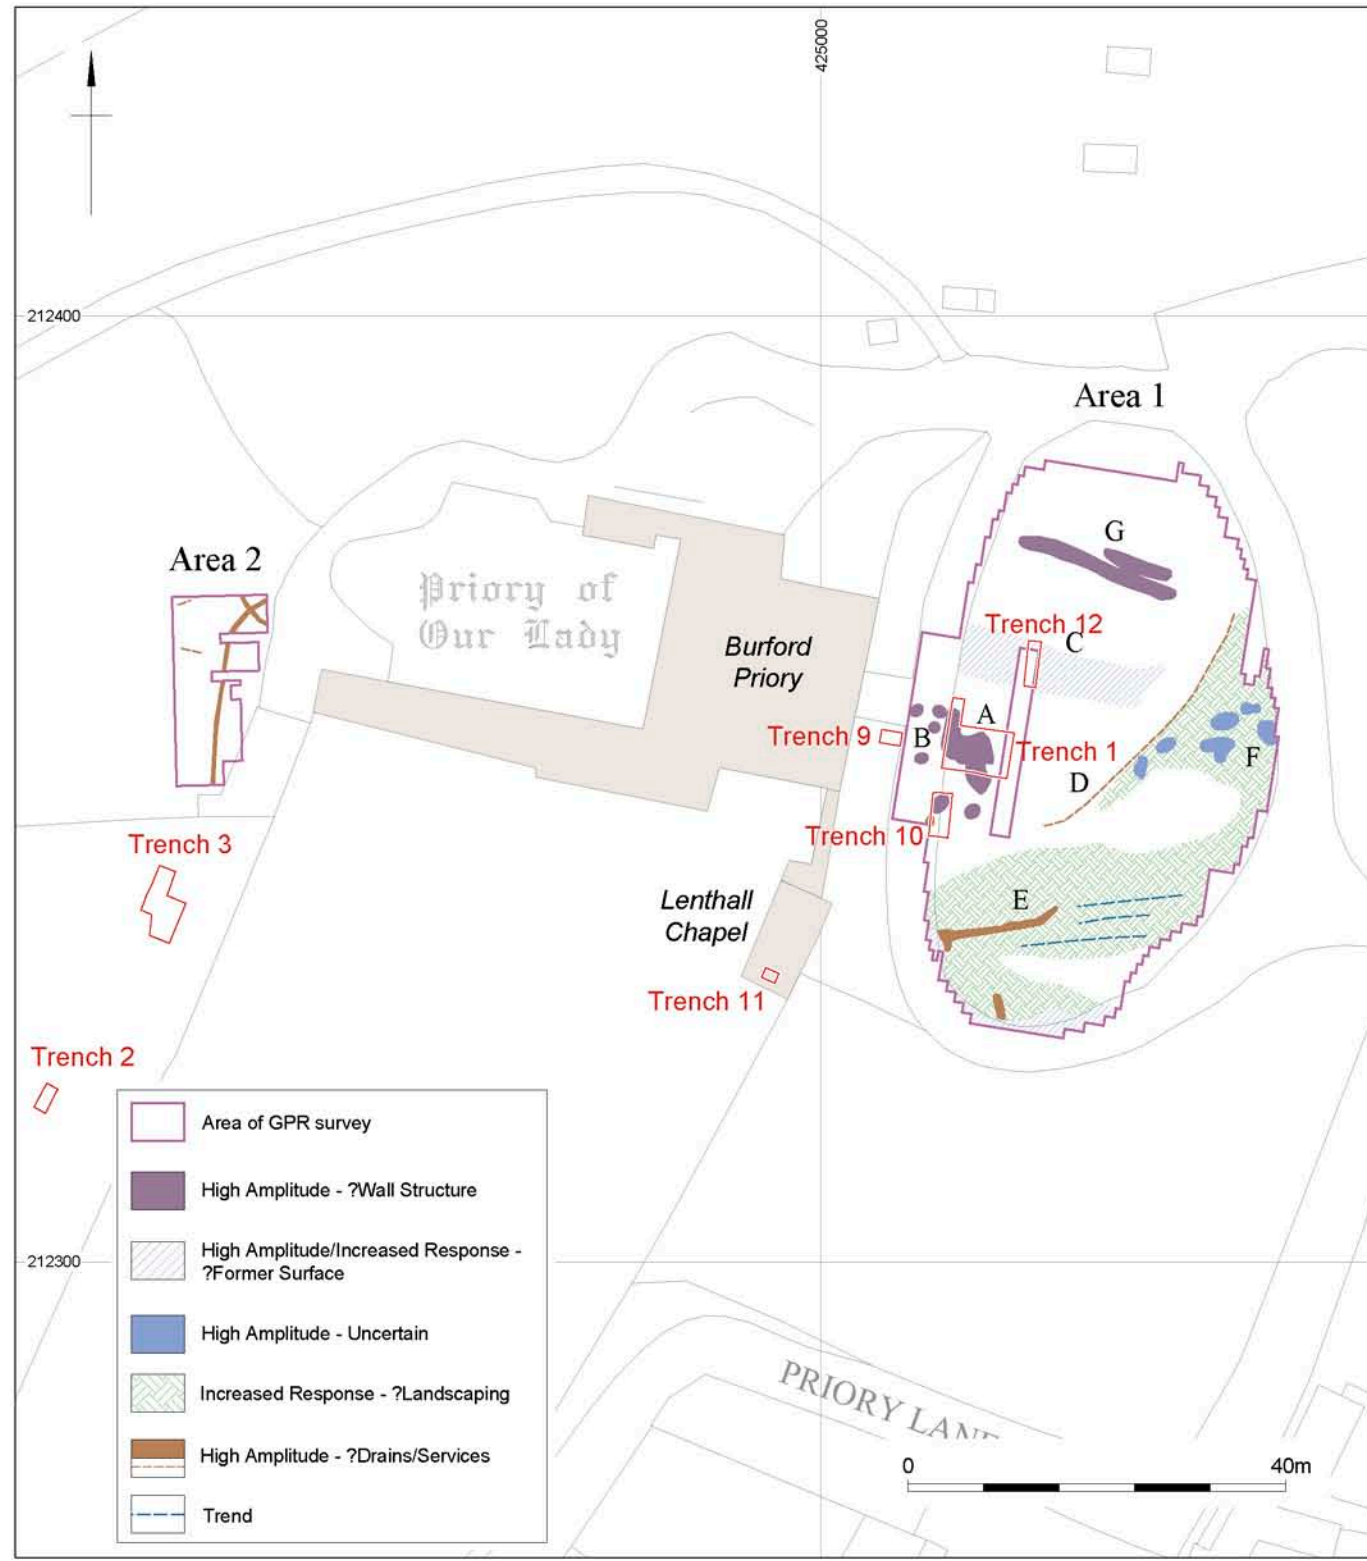 425000
212400
Area 1
G
Area 2
Priory of
Our Lady
Burford
Priory
Trench 12
C
A
B
Trench 9
Trench 1
F
D
Trench 10
Trench 3
Lenthall
Chapel
E
Trench 11
Trench 2
Area of GPR survey
High Amplitude - ?Wall Structure
High Amplitude/Increased Response -
?Former Surface
212300
High Amplitude - Uncertain
Increased Response - ?Landscaping
PRIORY LANE
High Amplitude - ?Drains/Services
0
40m
Trend